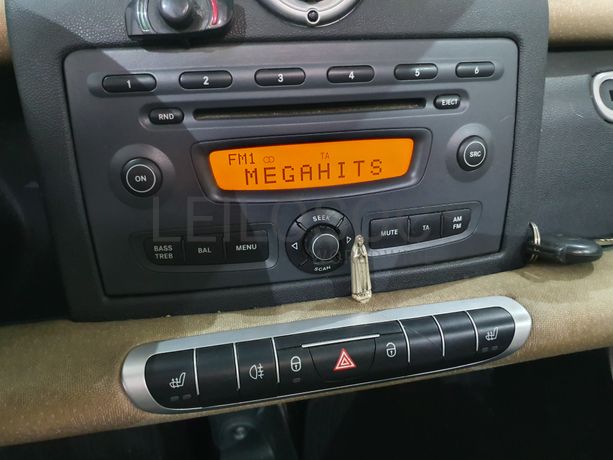 1 2 3 4 5 6
RND EJECT
FM1 TA
MEGAHITS
ON SRC
SEEK
BASS TREB BAL MENU MUTE TA AM FM
SCAN